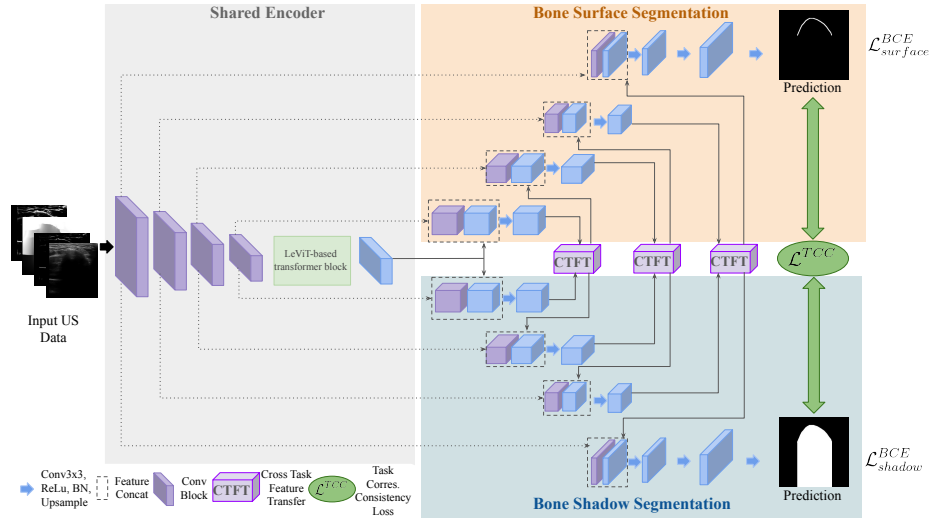 Shared Encoder
Bone Surface Segmentation
Prediction
ℒ_{surface}^{BCE}
LeViT-based
transformer block
CTFT
CTFT
CTFT
ℒ^{TCC}
Input US
Data
Prediction
ℒ_{shadow}^{BCE}
Bone Shadow Segmentation
Conv3x3,
ReLu, BN,
Upsample
Feature
Concat
Conv
Block
CTFT
Cross Task
Feature
Transfer
ℒ^{TCC}
Task
Corres.
Consistency
Loss